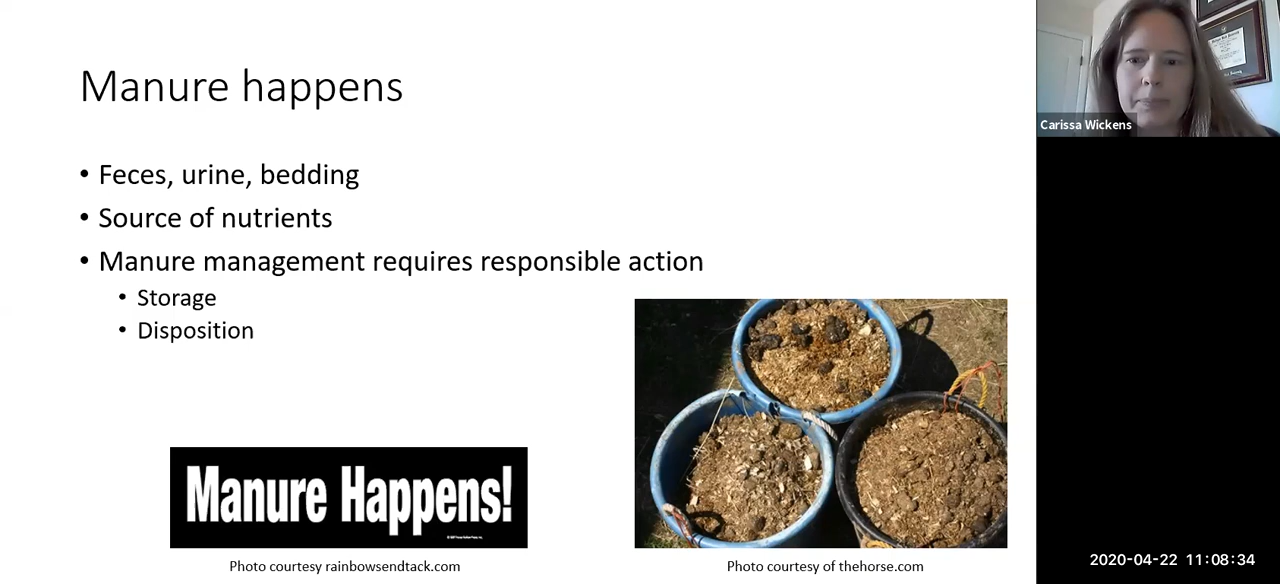 Manure happens
• Feces, urine, bedding
• Source of nutrients
• Manure management requires responsible action
• Storage
• Disposition
Manure Happens!
Photo courtesy rainbowsendtack.com
Photo courtesy of thehorse.com
Carissa Wickens
2020-04-22 11:08:34